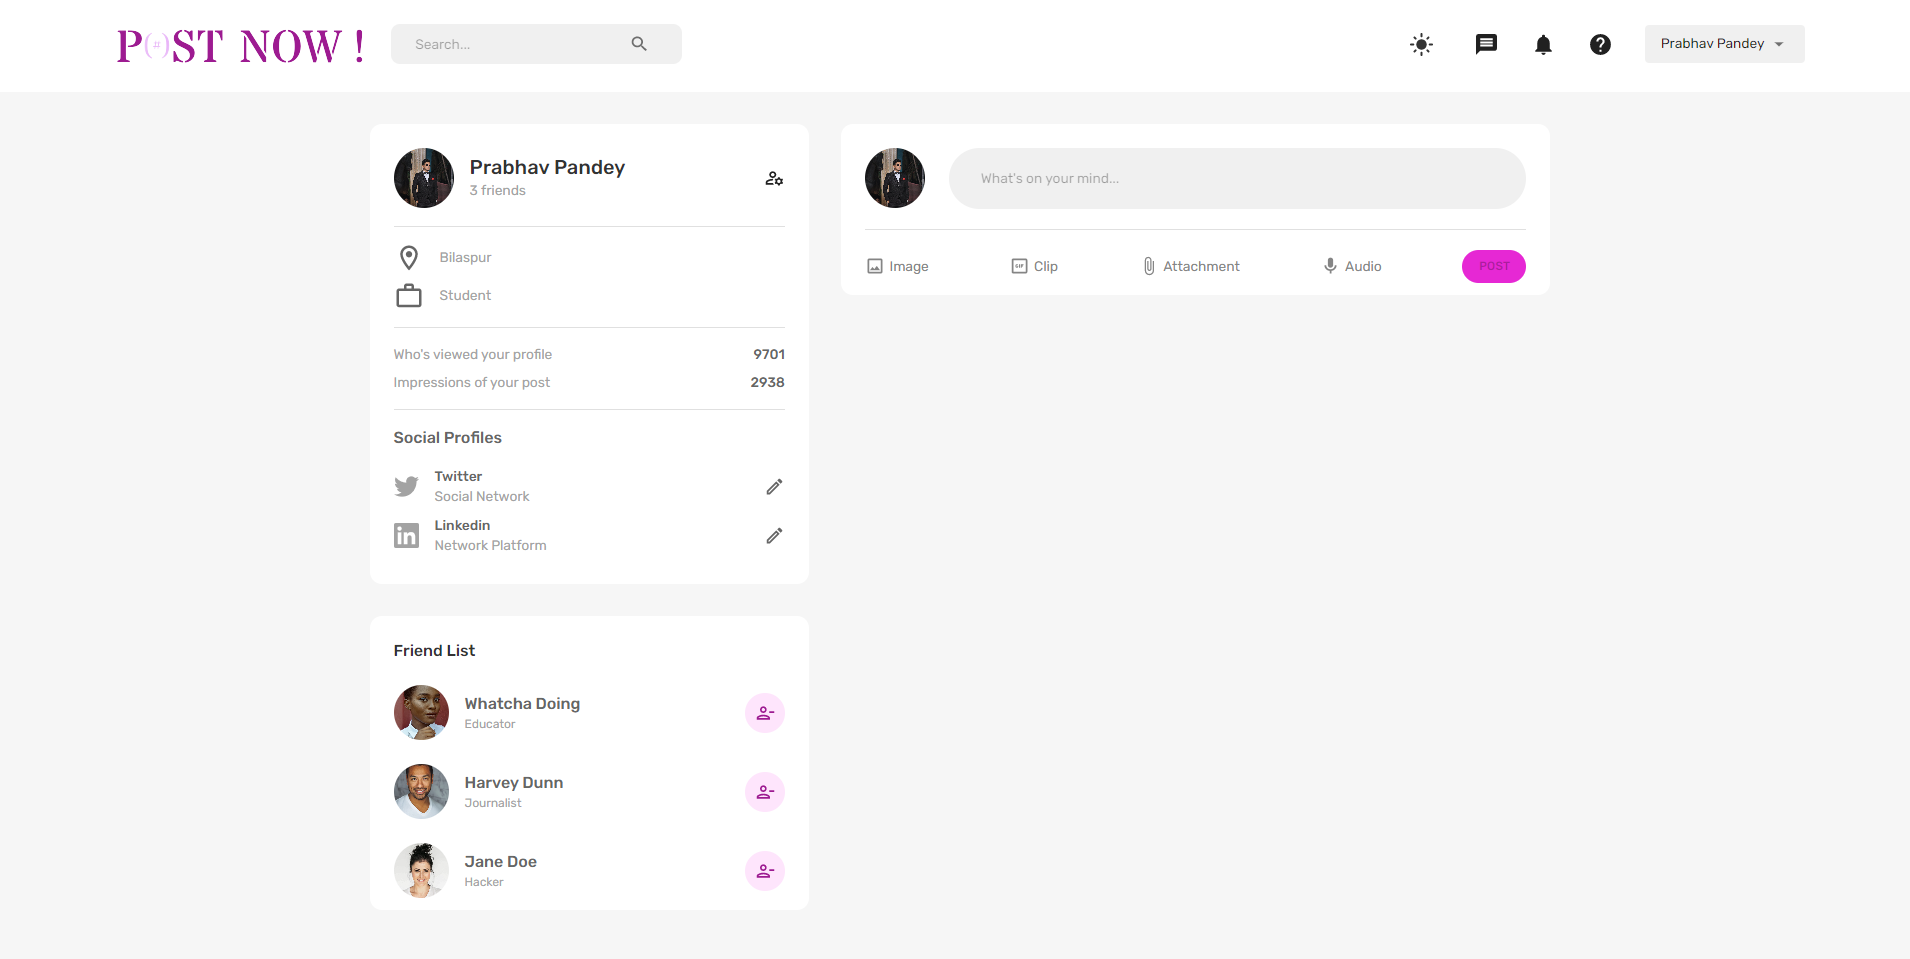 POST NOW !
Search...
Prabhav Pandey
Prabhav Pandey
3 friends
Bilaspur
Student
Who's viewed your profile 9701
Impressions of your post 2938
Social Profiles
Twitter
Social Network
Linkedin
Network Platform
Friend List
Whatcha Doing
Educator
Harvey Dunn
Journalist
Jane Doe
Hacker
What's on your mind...
Image GIF Clip Attachment Audio POST